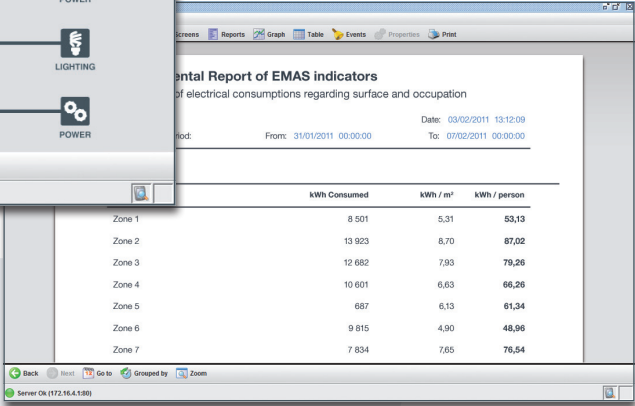 POWER
LIGHTING
POWER
Screens Reports Graph Table Events Properties Print
ental Report of EMAS indicators
of electrical consumptions regarding surface and occupation
Date: 03/02/2011 13:12:09
riod: From: 31/01/2011 00:00:00 To: 07/02/2011 00:00:00
kWh Consumed kWh / m² kWh / person
Zone 1 8 501 5,31 53,13
Zone 2 13 923 8,70 87,02
Zone 3 12 682 7,93 79,26
Zone 4 10 601 6,63 66,26
Zone 5 687 6,13 61,34
Zone 6 9 815 4,90 48,96
Zone 7 7 834 7,65 76,54
Back Next 12 Go to Grouped by Zoom
Server Ok (172.16.4.1:80)